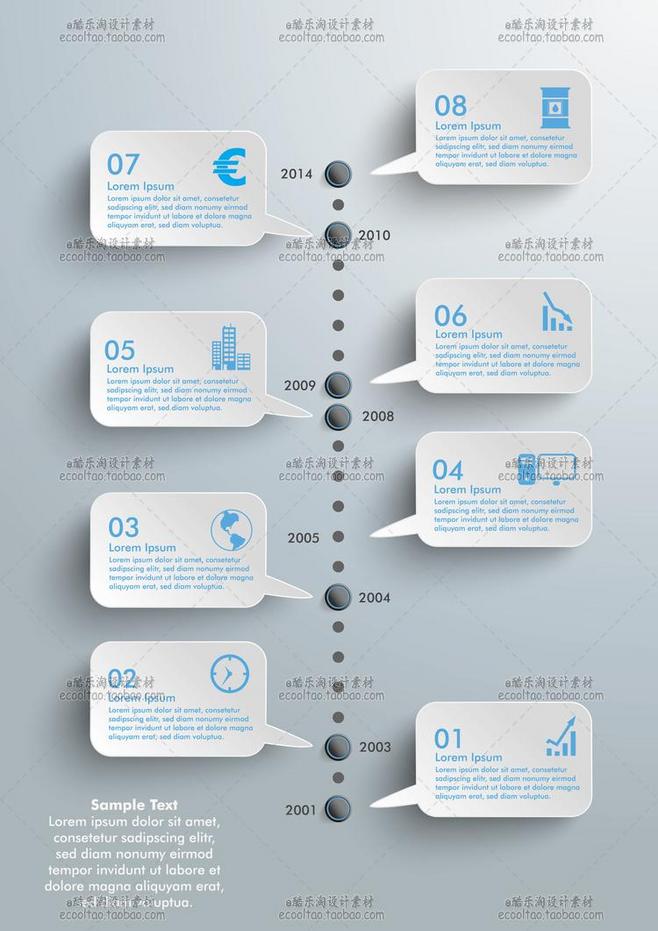 e酷乐淘设计素材 e酷乐淘设计素材 e酷乐淘设计素材
ecooltao.taobao.com ecooltao.taobao.com ecooltao.taobao.com
08
Lorem Ipsum
Lorem ipsum dolor sit amet, consetetur
sadipscing elitr, sed diam nonumy eirmod
tempor invidunt ut labore et dolore magna
aliquyam erat, sed diam voluptua.
07
Lorem Ipsum
Lorem ipsum dolor sit amet, consetetur
sadipscing elitr, sed diam nonumy eirmod
tempor invidunt ut labore et dolore magna
aliquyam erat, sed diam voluptua.
2014
2010
e酷乐淘设计素材 e酷乐淘设计素材 e酷乐淘设计素材
ecooltao.taobao.com ecooltao.taobao.com ecooltao.taobao.com
06
Lorem Ipsum
Lorem ipsum dolor sit amet, consetetur
sadipscing elitr, sed diam nonumy eirmod
tempor invidunt ut labore et dolore magna
aliquyam erat, sed diam voluptua.
05
Lorem Ipsum
Lorem ipsum dolor sit amet, consetetur
sadipscing elitr, sed diam nonumy eirmod
tempor invidunt ut labore et dolore magna
aliquyam erat, sed diam voluptua.
2009
2008
e酷乐淘设计素材 e酷乐淘设计素材 e酷乐淘设计素材
ecooltao.taobao.com ecooltao.taobao.com ecooltao.taobao.com
04
Lorem Ipsum
Lorem ipsum dolor sit amet, consetetur
sadipscing elitr, sed diam nonumy eirmod
tempor invidunt ut labore et dolore magna
aliquyam erat, sed diam voluptua.
03
Lorem Ipsum
Lorem ipsum dolor sit amet, consetetur
sadipscing elitr, sed diam nonumy eirmod
tempor invidunt ut labore et dolore magna
aliquyam erat, sed diam voluptua.
2005
2004
e酷乐淘设计素材 e酷乐淘设计素材 e酷乐淘设计素材
ecooltao.taobao.com ecooltao.taobao.com ecooltao.taobao.com
02
Lorem Ipsum
Lorem ipsum dolor sit amet, consetetur
sadipscing elitr, sed diam nonumy eirmod
tempor invidunt ut labore et dolore magna
aliquyam erat, sed diam voluptua.
01
Lorem Ipsum
Lorem ipsum dolor sit amet, consetetur
sadipscing elitr, sed diam nonumy eirmod
tempor invidunt ut labore et dolore magna
aliquyam erat, sed diam voluptua.
2003
2001
Sample Text
Lorem ipsum dolor sit amet,
consetetur sadipscing elitr,
sed diam nonumy eirmod
tempor invidunt ut labore et
dolore magna aliquyam erat,
sed diam voluptua.
e酷乐淘设计素材 e酷乐淘设计素材 e酷乐淘设计素材
ecooltao.taobao.com ecooltao.taobao.com ecooltao.taobao.com